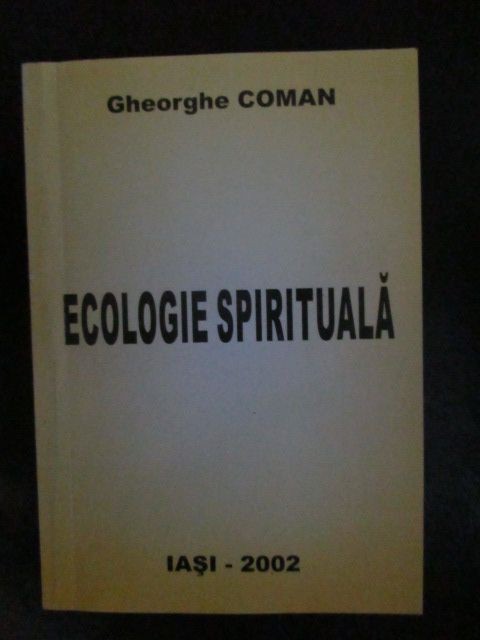 Gheorghe COMAN
ECOLOGIE SPIRITUALĂ
IAŞI - 2002